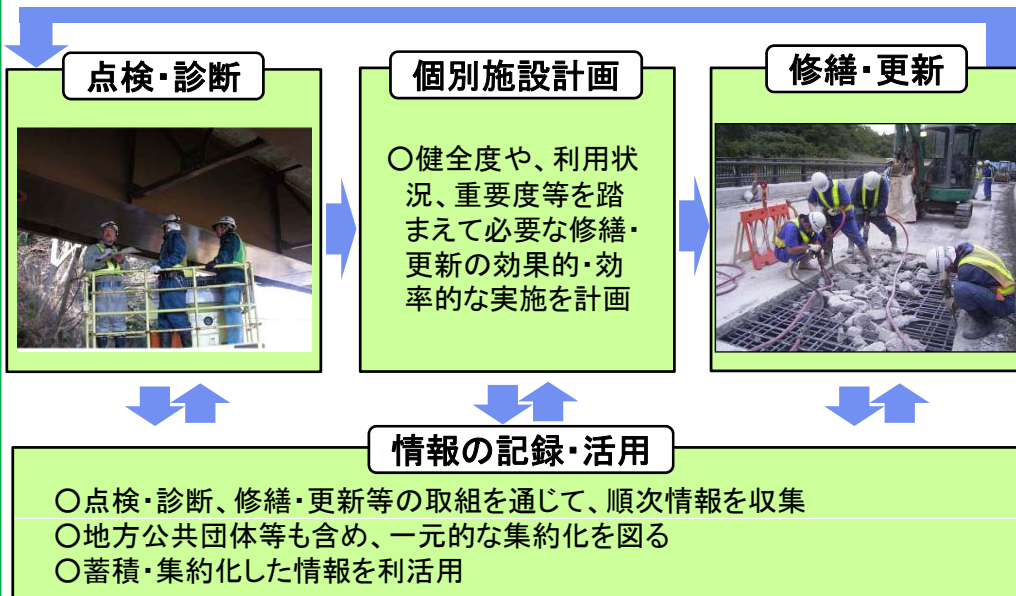 点検・診断
個別施設計画
修繕・更新
○健全度や、利用状
況、重要度等を踏
まえて必要な修繕・
更新の効果的・効
率的な実施を計画
情報の記録・活用
○点検・診断、修繕・更新等の取組を通じて、順次情報を収集
○地方公共団体等も含め、一元的な集約化を図る
○蓄積・集約化した情報を利活用